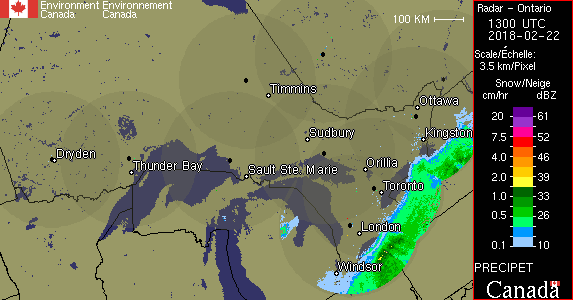 Environment Environnement
Canada Canada
100 KM
Timmins
Ottawa
Sudbury
Kingston
Dryden
Thunder Bay
Sault Ste. Marie
Orillia
Toronto
London
Windsor
Radar – Ontario
1300 UTC
2018-02-22
Scale/Échelle:
3.5 km/Pixel
Snow/Neige
cm/hr dBZ
20 61
7.5 52
4.0 46
2.0 39
1.0 33
0.5 26
0.1 10
PRECIPET
Canada